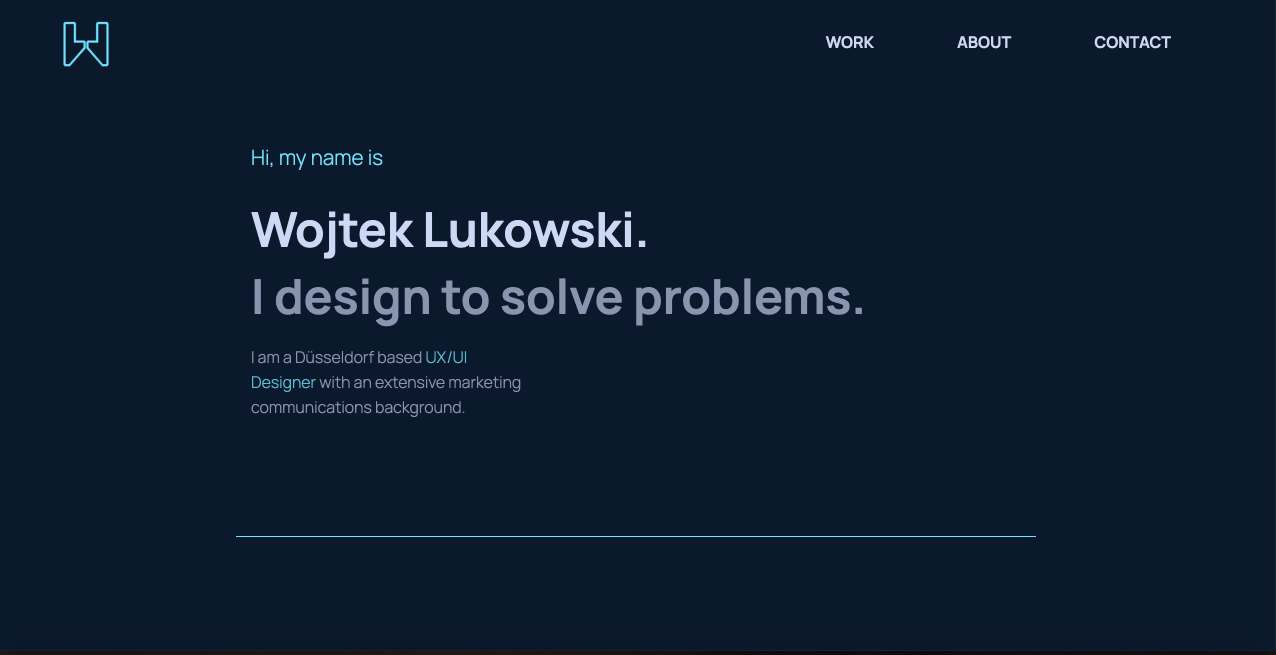 WORK ABOUT CONTACT
Hi, my name is
Wojtek Lukowski.
I design to solve problems.
I am a Düsseldorf based UX/UI
Designer with an extensive marketing
communications background.